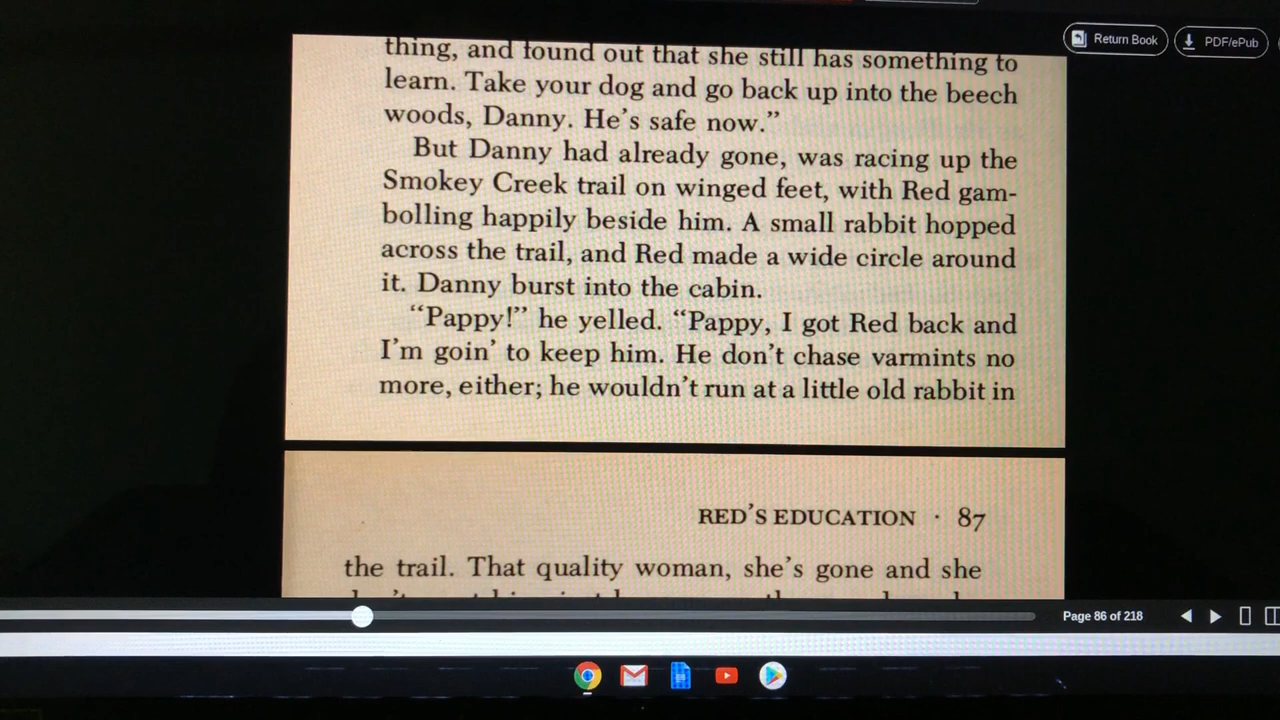 Return Book
PDF/ePub
thing, and found out that she still has something to
learn. Take your dog and go back up into the beech
woods, Danny. He's safe now.”
But Danny had already gone, was racing up the
Smokey Creek trail on winged feet, with Red gam-
bolling happily beside him. A small rabbit hopped
across the trail, and Red made a wide circle around
it. Danny burst into the cabin.
“Pappy!” he yelled. “Pappy, I got Red back and
I'm goin' to keep him. He don't chase varmints no
more, either; he wouldn't run at a little old rabbit in
RED'S EDUCATION · 87
the trail. That quality woman, she's gone and she
Page 86 of 218